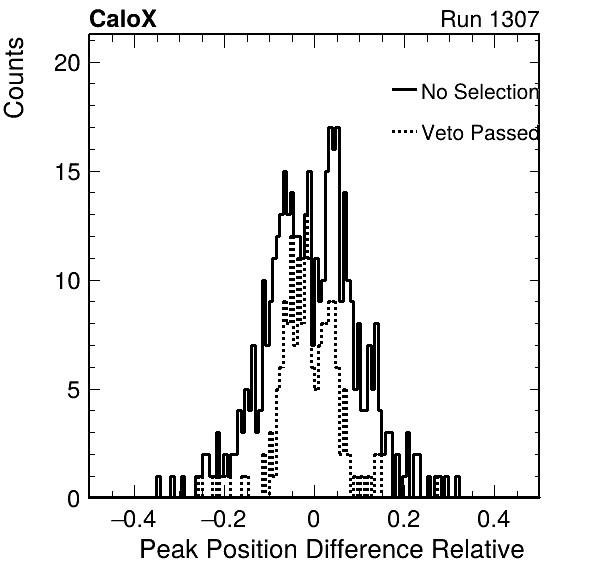 CaloX Run 1307
Counts
20
No Selection
Veto Passed
15
10
5
0
−0.4 −0.2 0 0.2 0.4
Peak Position Difference Relative